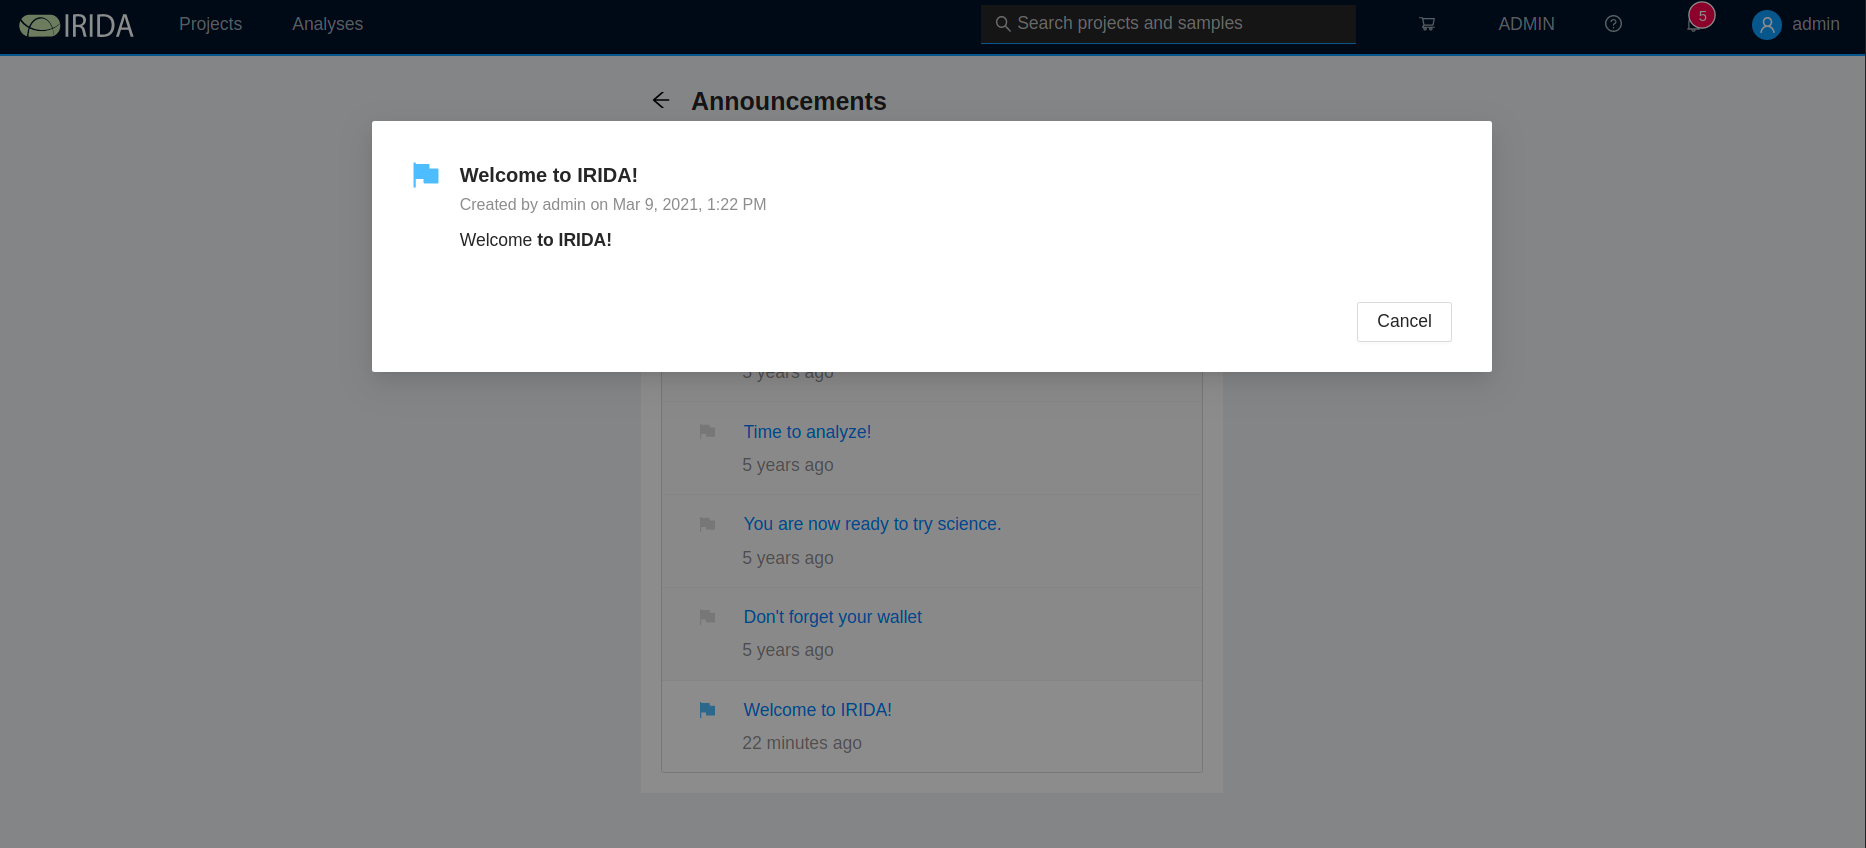 IRIDA Projects Analyses Search projects and samples ADMIN 5 admin
Announcements
Welcome to IRIDA!
Created by admin on Mar 9, 2021, 1:22 PM
Welcome to IRIDA!
Cancel
5 years ago
Time to analyze!
5 years ago
You are now ready to try science.
5 years ago
Don't forget your wallet
5 years ago
Welcome to IRIDA!
22 minutes ago